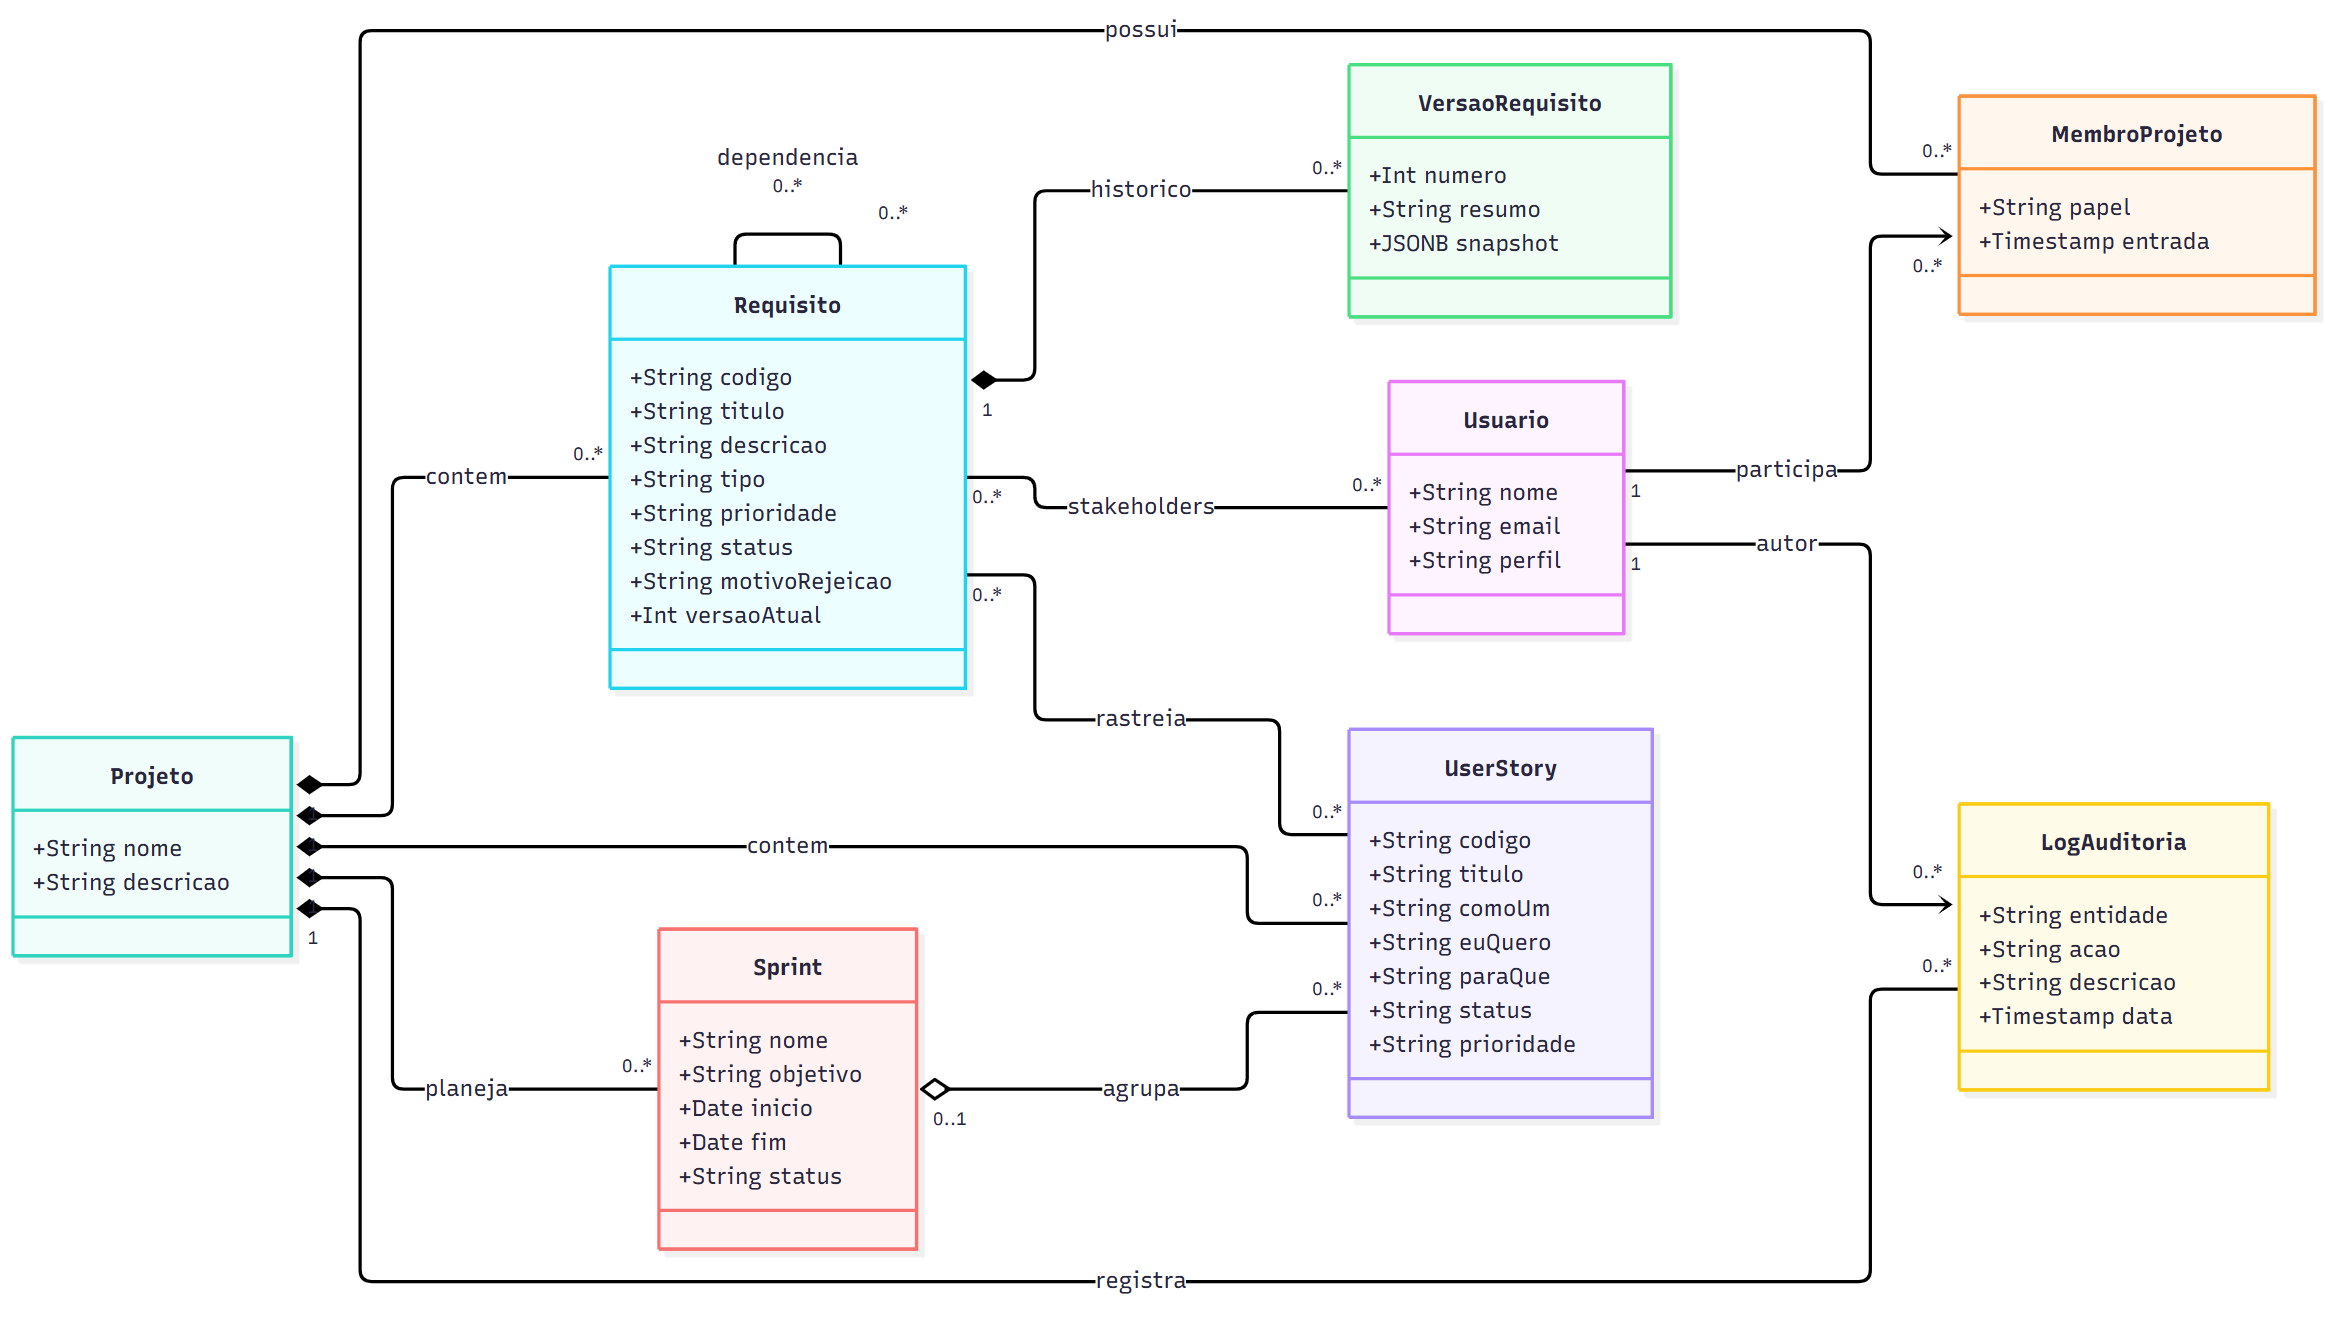 possui
VersaoRequisito
+Int numero
+String resumo
+JSONB snapshot
MembroProjeto
+String papel
+Timestamp entrada
0..*
0..*
dependencia
0..*
0..*
historico
0..*
Requisito
+String codigo
+String titulo
+String descricao
+String tipo
+String prioridade
+String status
+String motivoRejeicao
+Int versaoAtual
1
contem
0..*
0..*
stakeholders
0..*
Usuario
+String nome
+String email
+String perfil
participa
1
autor
1
0..*
rastreia
0..*
Projeto
+String nome
+String descricao
1
1
1
1
1
contem
0..*
UserStory
+String codigo
+String titulo
+String comoUm
+String euQuero
+String paraQue
+String status
+String prioridade
0..*
LogAuditoria
+String entidade
+String acao
+String descricao
+Timestamp data
0..*
0..*
Sprint
+String nome
+String objetivo
+Date inicio
+Date fim
+String status
planeja
0..*
agrupa
0..1
0..*
registra